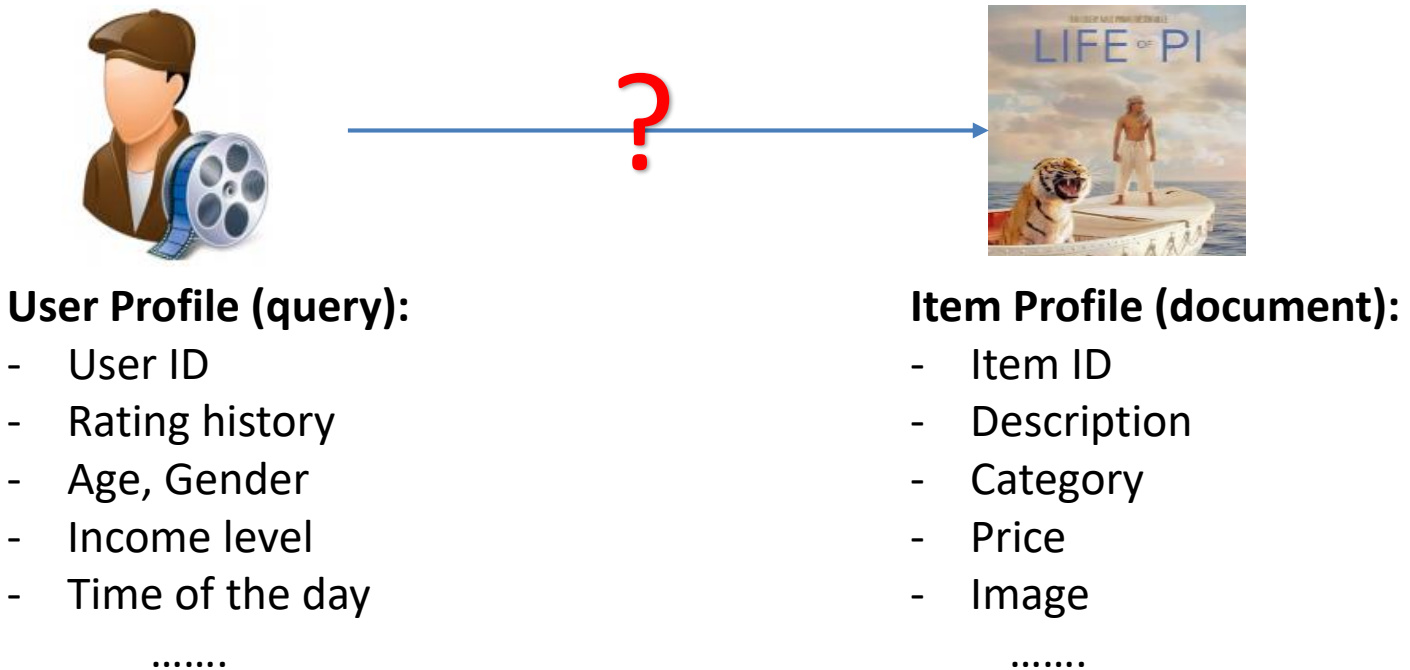 LIFE OF PI
?
User Profile (query):
- User ID
- Rating history
- Age, Gender
- Income level
- Time of the day
.......
Item Profile (document):
- Item ID
- Description
- Category
- Price
- Image
.......